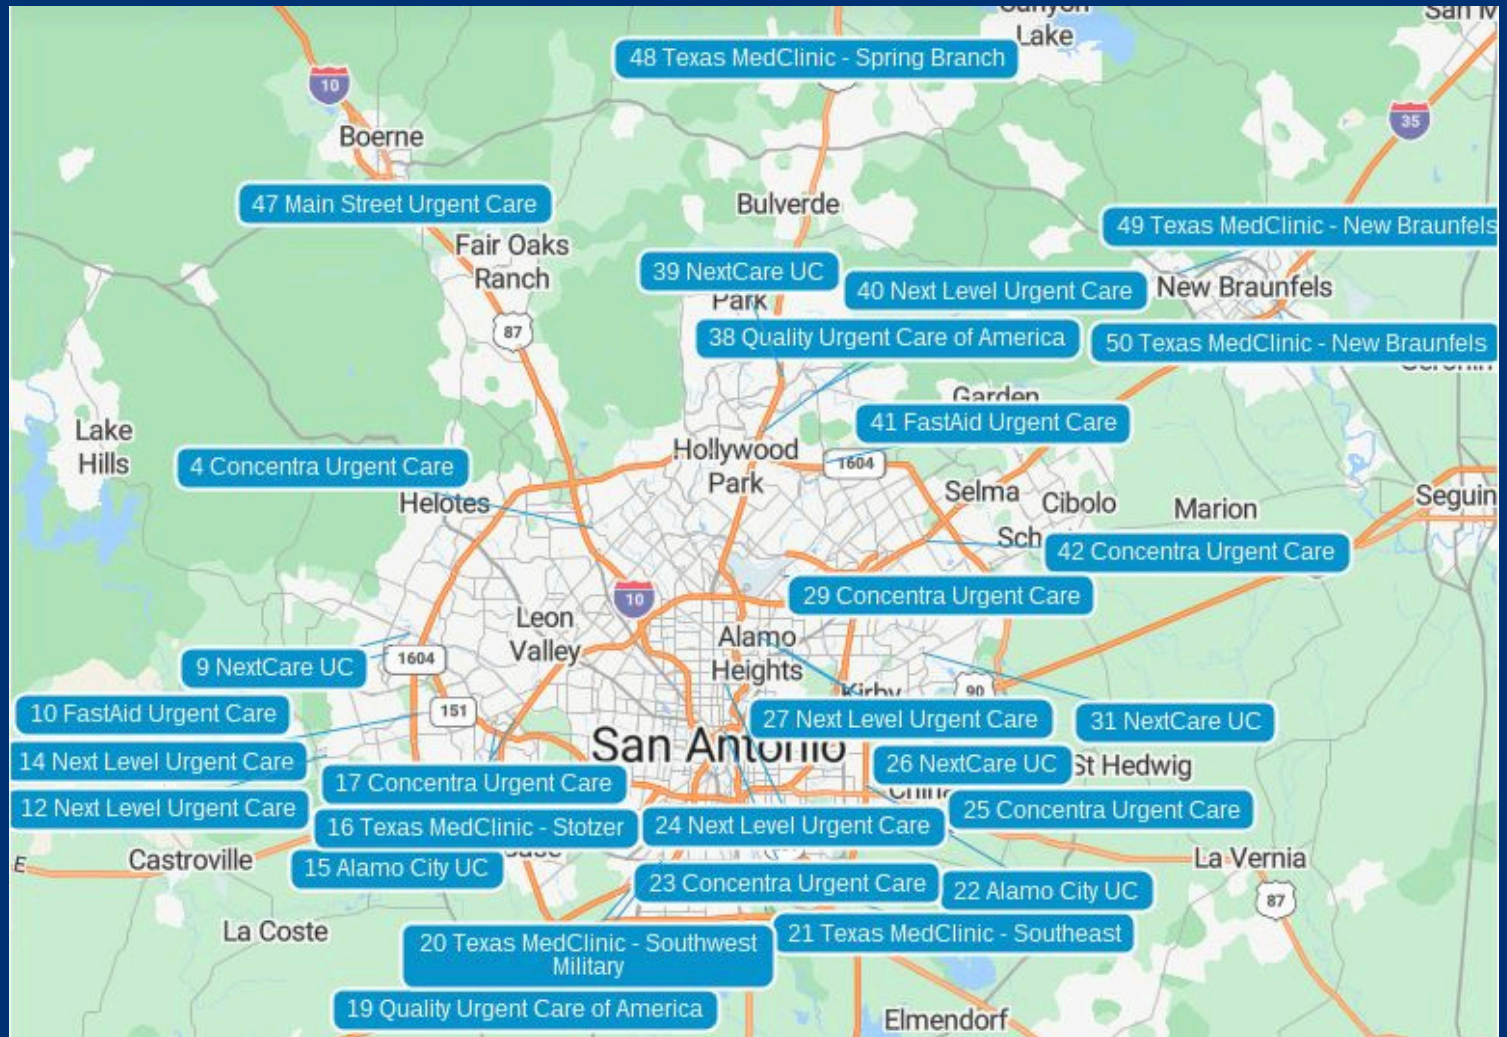 Lake
48 Texas MedClinic - Spring Branch
10
35
Boerne
47 Main Street Urgent Care
Bulverde
49 Texas MedClinic - New Braunfels
Fair Oaks
Ranch
39 NextCare UC
Park
40 Next Level Urgent Care
New Braunfels
87
38 Quality Urgent Care of America
50 Texas MedClinic - New Braunfels
Garden
41 FastAid Urgent Care
Lake
Hills
4 Concentra Urgent Care
Hollywood
Park
1604
Helotes
Selma
Cibolo
Marion
Seguin
Sch
42 Concentra Urgent Care
10
29 Concentra Urgent Care
Leon
Valley
Alamo
Heights
9 NextCare UC
1604
Kirby
90
10 FastAid Urgent Care
151
27 Next Level Urgent Care
31 NextCare UC
San Antonio
14 Next Level Urgent Care
17 Concentra Urgent Care
26 NextCare UC
St Hedwig
12 Next Level Urgent Care
16 Texas MedClinic - Stotzer
24 Next Level Urgent Care
25 Concentra Urgent Care
E
Castroville
15 Alamo City UC
La Vernia
23 Concentra Urgent Care
22 Alamo City UC
87
La Coste
20 Texas MedClinic - Southwest
Military
21 Texas MedClinic - Southeast
19 Quality Urgent Care of America
Elmendorf